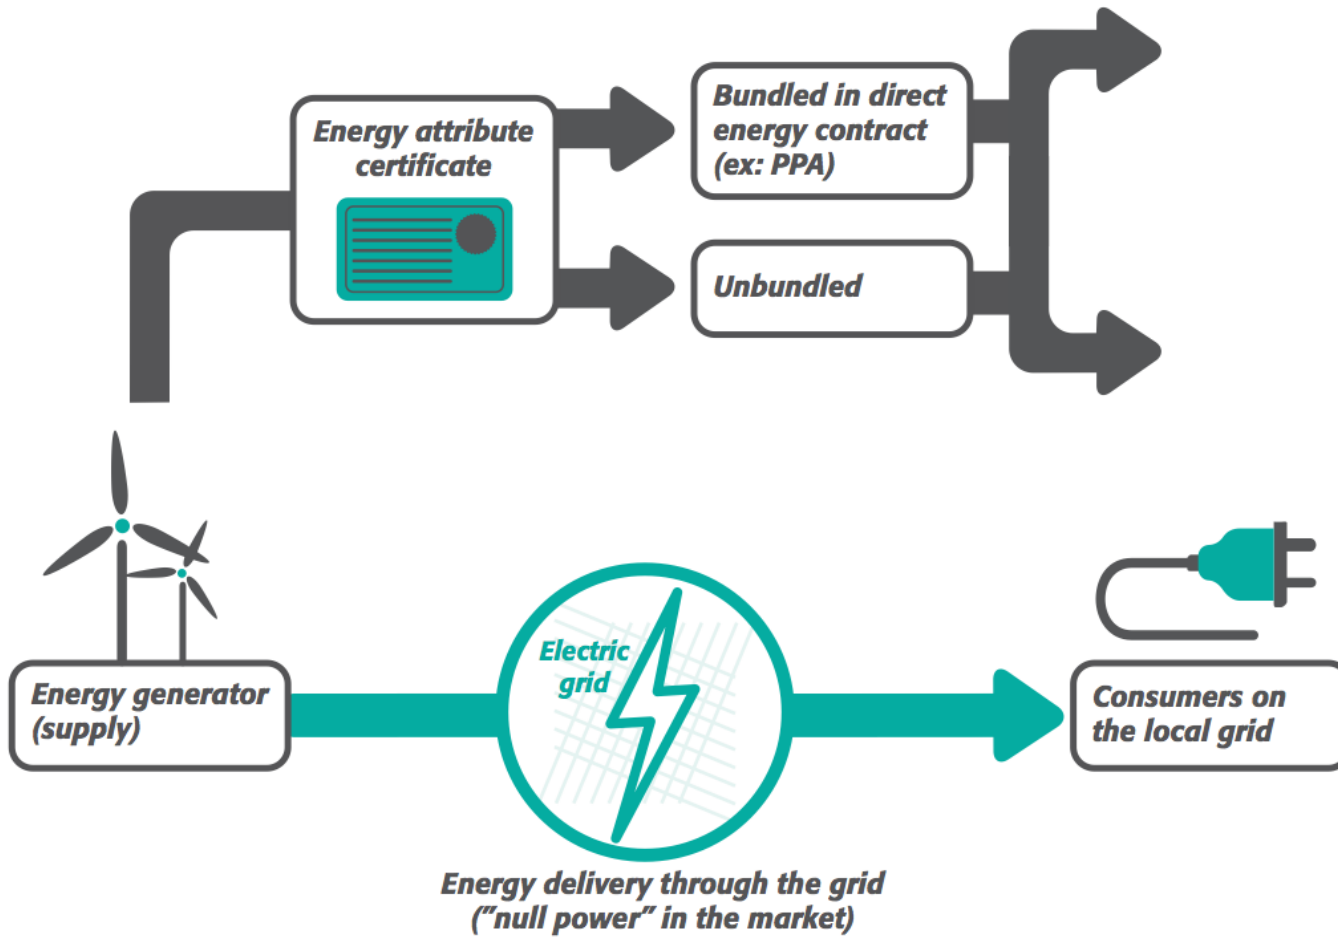 Energy attribute
certificate
Bundled in direct
energy contract
(ex: PPA)
Unbundled
Electric
grid
Energy generator
(supply)
Consumers on
the local grid
Energy delivery through the grid
(”null power” in the market)